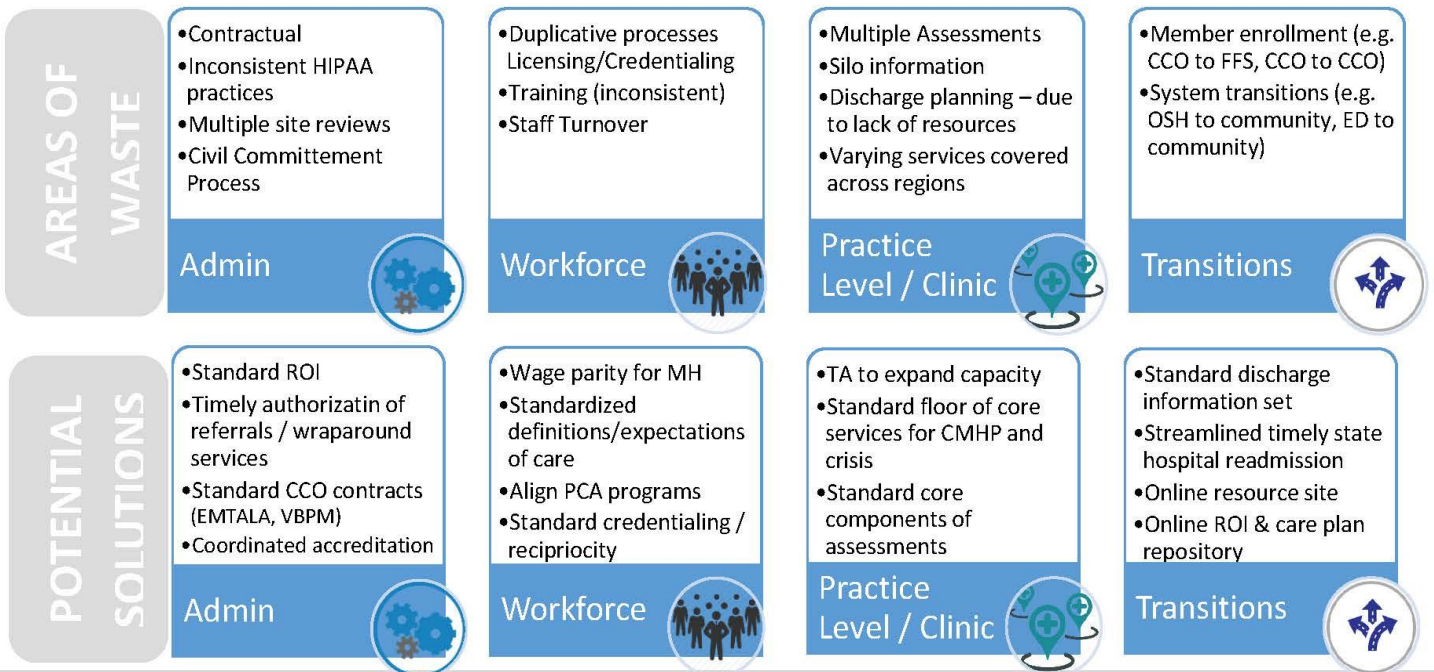 AREAS OF
WASTE
•Contractual
•Inconsistent HIPAA
practices
•Multiple site reviews
•Civil Committement
Process
Admin
•Duplicative processes
Licensing/Credentialing
•Training (inconsistent)
•Staff Turnover
Workforce
•Multiple Assessments
•Silo information
•Discharge planning – due
to lack of resources
•Varying services covered
across regions
Practice
Level / Clinic
•Member enrollment (e.g.
CCO to FFS, CCO to CCO)
•System transitions (e.g.
OSH to community, ED to
community)
Transitions
POTENTIAL
SOLUTIONS
•Standard ROI
•Timely authorizatin of
referrals / wraparound
services
•Standard CCO contracts
(EMTALA, VBPM)
•Coordinated accreditation
Admin
•Wage parity for MH
•Standardized
definitions/expectations
of care
•Align PCA programs
•Standard credentialing /
recipriocity
Workforce
•TA to expand capacity
•Standard floor of core
services for CMHP and
crisis
•Standard core
components of
assessments
Practice
Level / Clinic
•Standard discharge
information set
•Streamlined timely state
hospital readmission
•Online resource site
•Online ROI & care plan
repository
Transitions